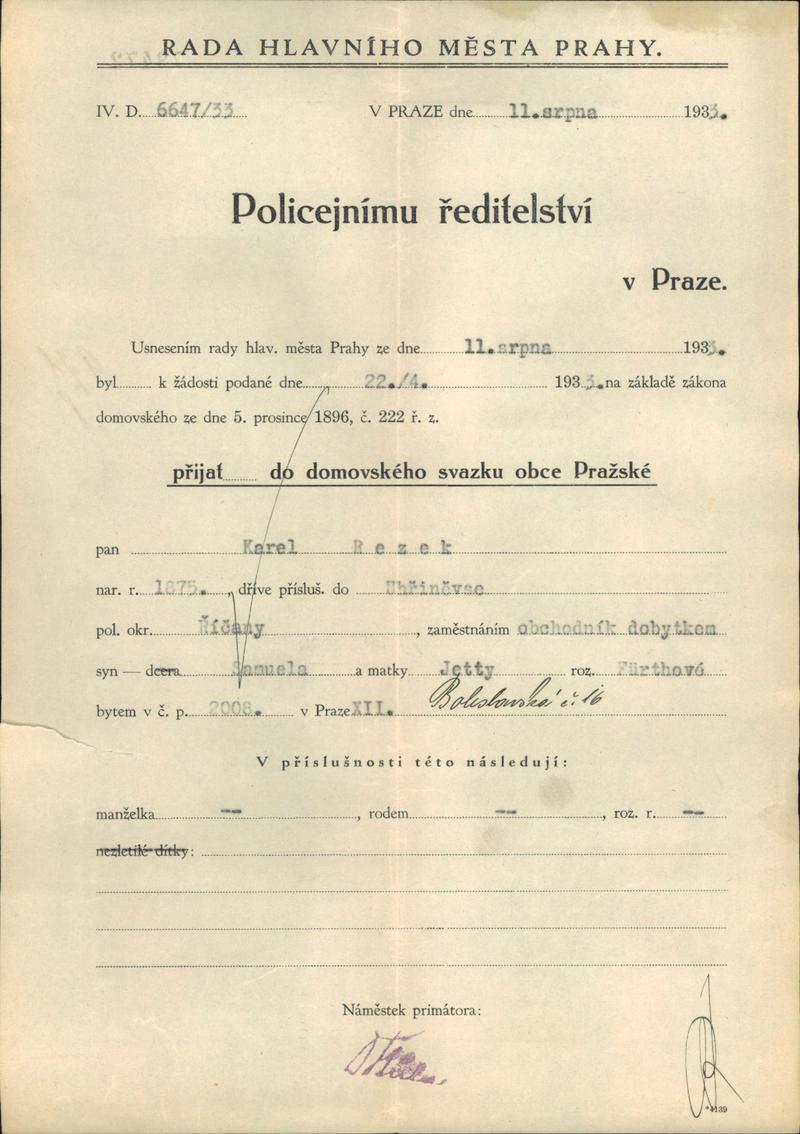 RADA HLAVNÍHO MĚSTA PRAHY.
IV. D. 6647/33 V PRAZE dne 11.srpna 1933.
Policejnímu ředitelství
v Praze.
Usnesením rady hlav. města Prahy ze dne 11.srpna 1933.
byl k žádosti podané dne 22./4. 1933. na základě zákona
domovského ze dne 5. prosince 1896, č. 222 ř. z.
přijat do domovského svazku obce Pražské
pan Karel Rezek
nar. r. 1875. , dříve přísluš. do Uhřiněvse
pol. okr. Říčany , zaměstnáním obchodník dobytkem
syn — dcera Samuela a matky Jetty roz. Fürthové
bytem v č. p. 2008. v Praze XII. Boleslavská č. 16
V příslušnosti této následují:
manželka -- , rodem -- , roz. r. --
nezletilé dítky:
Náměstek primátora:
*4139